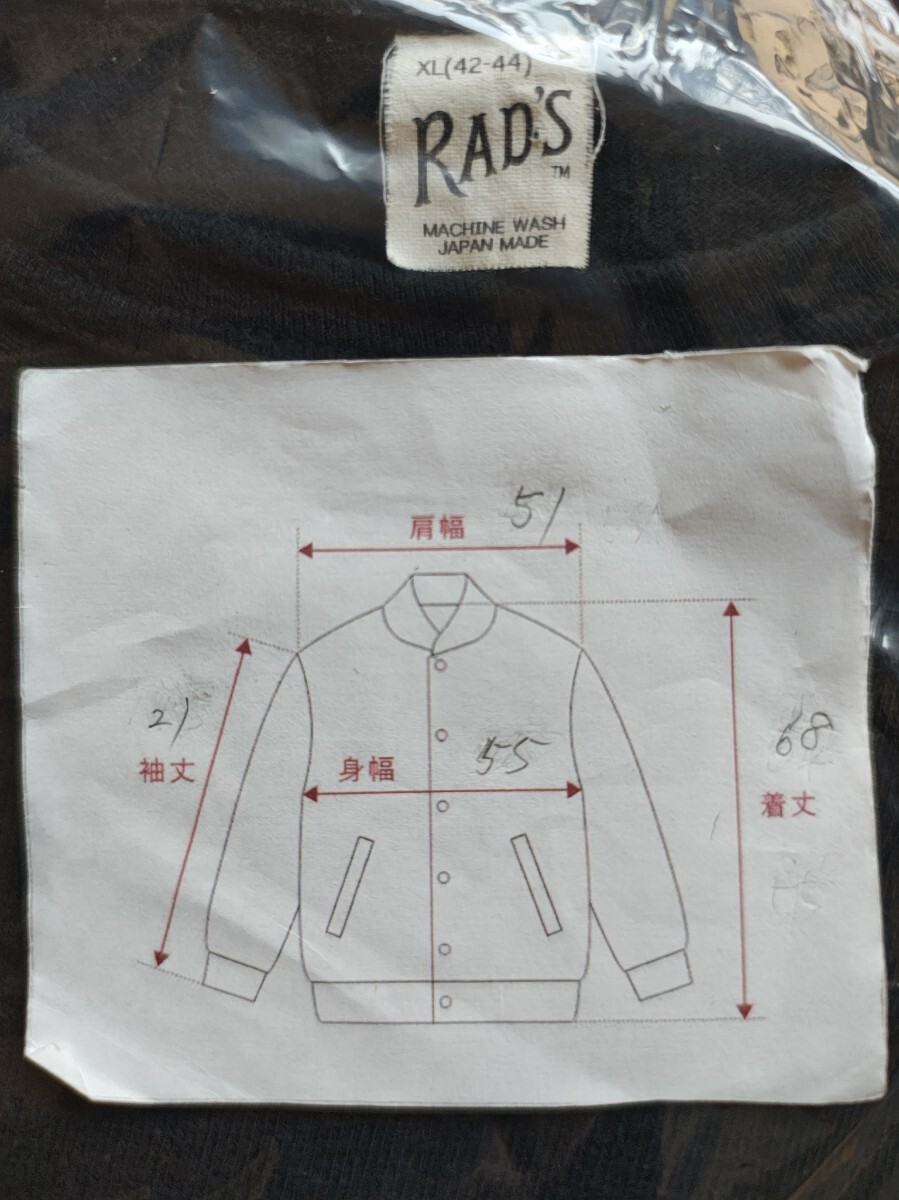 XL(42-44)
RAD'S
TM
MACHINE WASH
JAPAN MADE
肩幅 51
21
袖丈
身幅 55
68
着丈